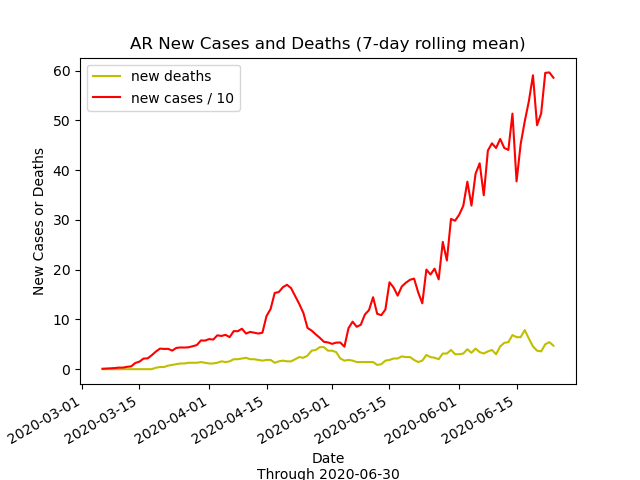 AR New Cases and Deaths (7-day rolling mean)
new deaths
new cases / 10
60
50
40
30
20
10
0
New Cases or Deaths
2020-03-01
2020-03-15
2020-04-01
2020-04-15
2020-05-01
2020-05-15
2020-06-01
2020-06-15
Date
Through 2020-06-30